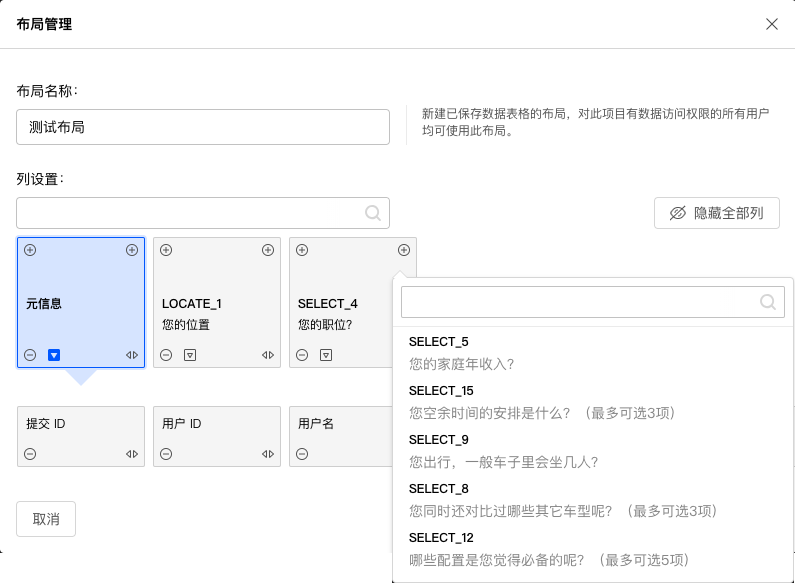 布局管理
布局名称：
测试布局
新建已保存数据表格的布局，对此项目有数据访问权限的所有用户
均可使用此布局。
列设置：
隐藏全部列
元信息
LOCATE_1
您的位置
SELECT_4
您的职位?
SELECT_5
您的家庭年收入？
SELECT_15
您空余时间的安排是什么？（最多可选3项）
SELECT_9
您出行，一般车子里会坐几人？
SELECT_8
您同时还对比过哪些其它车型呢？（最多可选3项）
SELECT_12
哪些配置是您觉得必备的呢？（最多可选5项）
提交 ID
用户 ID
用户名
取消